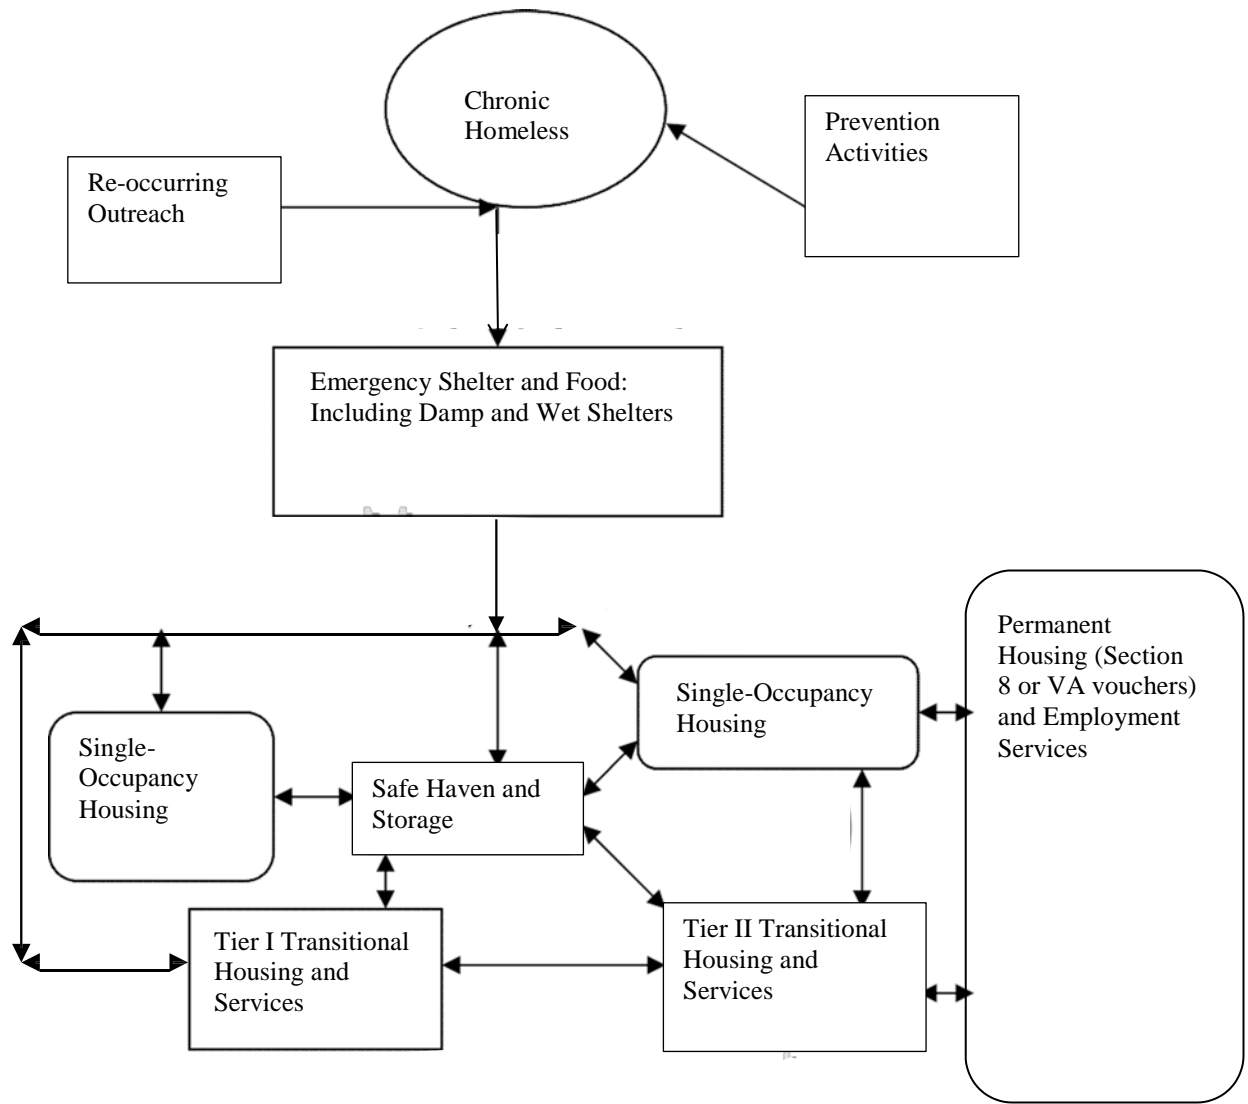 Chronic
Homeless
Prevention
Activities
Re-occurring
Outreach
Emergency Shelter and Food:
Including Damp and Wet Shelters
Permanent
Housing (Section
8 or VA vouchers)
and Employment
Services
Single-Occupancy
Housing
Single-
Occupancy
Housing
Safe Haven and
Storage
Tier I Transitional
Housing and
Services
Tier II Transitional
Housing and
Services